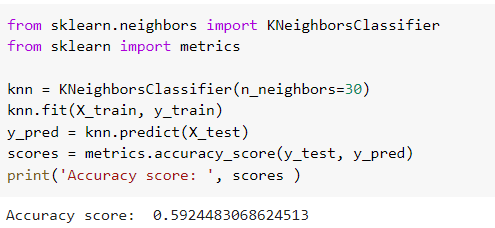 from sklearn.neighbors import KNeighborsClassifier
from sklearn import metrics
knn = KNeighborsClassifier(n_neighbors=30)
knn.fit(X_train, y_train)
y_pred = knn.predict(X_test)
scores = metrics.accuracy_score(y_test, y_pred)
print('Accuracy score: ', scores )
Accuracy score:  0.5924483068624513